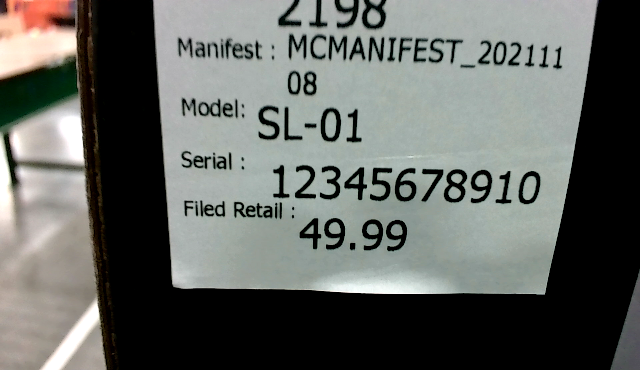 2198
Manifest : MCMANIFEST_202111
08
Model: SL-01
Serial : 12345678910
Filed Retail : 49.99